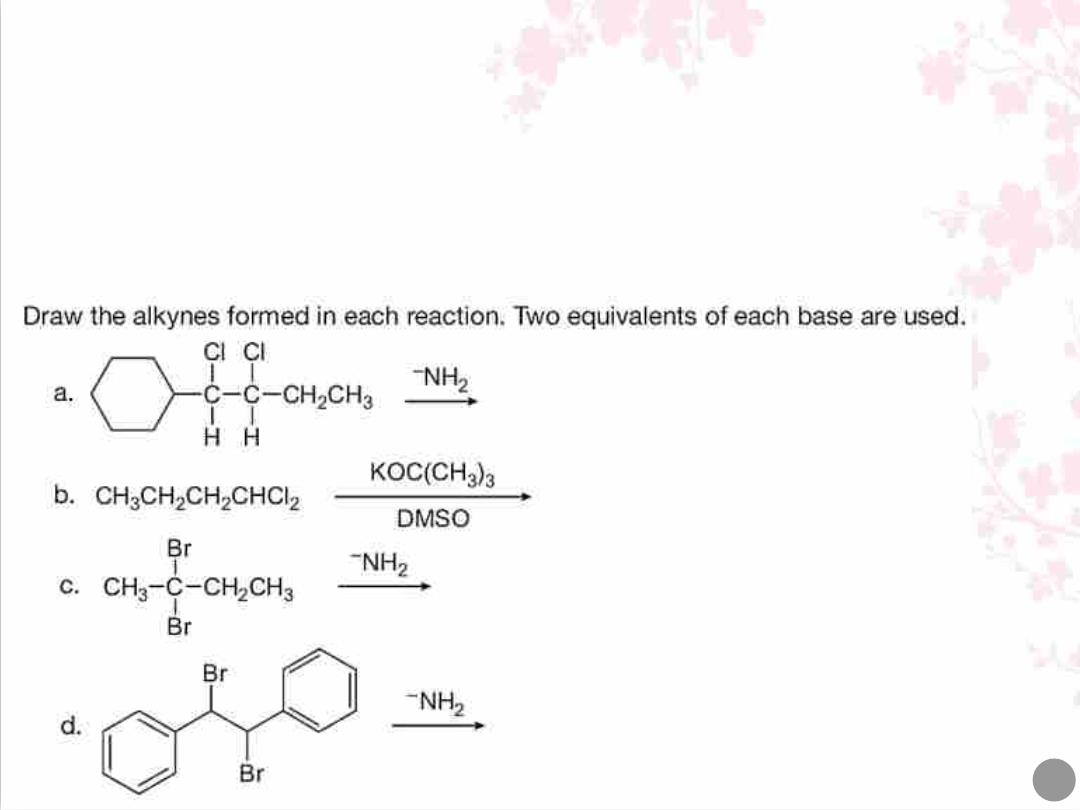 Draw the alkynes formed in each reaction. Two equivalents of each base are used.
Cl Cl
a. -C-C-CH₂CH₃ ⁻NH₂
H H
b. CH₃CH₂CH₂CHCl₂ KOC(CH₃)₃
DMSO
Br
c. CH₃-C-CH₂CH₃ ⁻NH₂
Br
Br
d. ⁻NH₂
Br